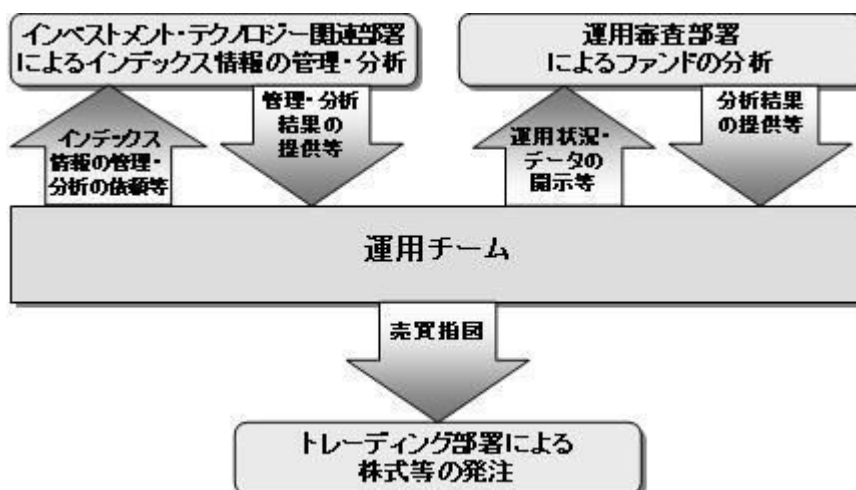 インベストメント・テクノロジー関連部署
によるインデックス情報の管理・分析
運用審査部署
によるファンドの分析
インデックス
情報の管理・
分析の依頼等
管理・分析
結果の
提供等
運用状況・
データの
開示等
分析結果
の提供等
運用チーム
売買指図
トレーディング部署による
株式等の発注